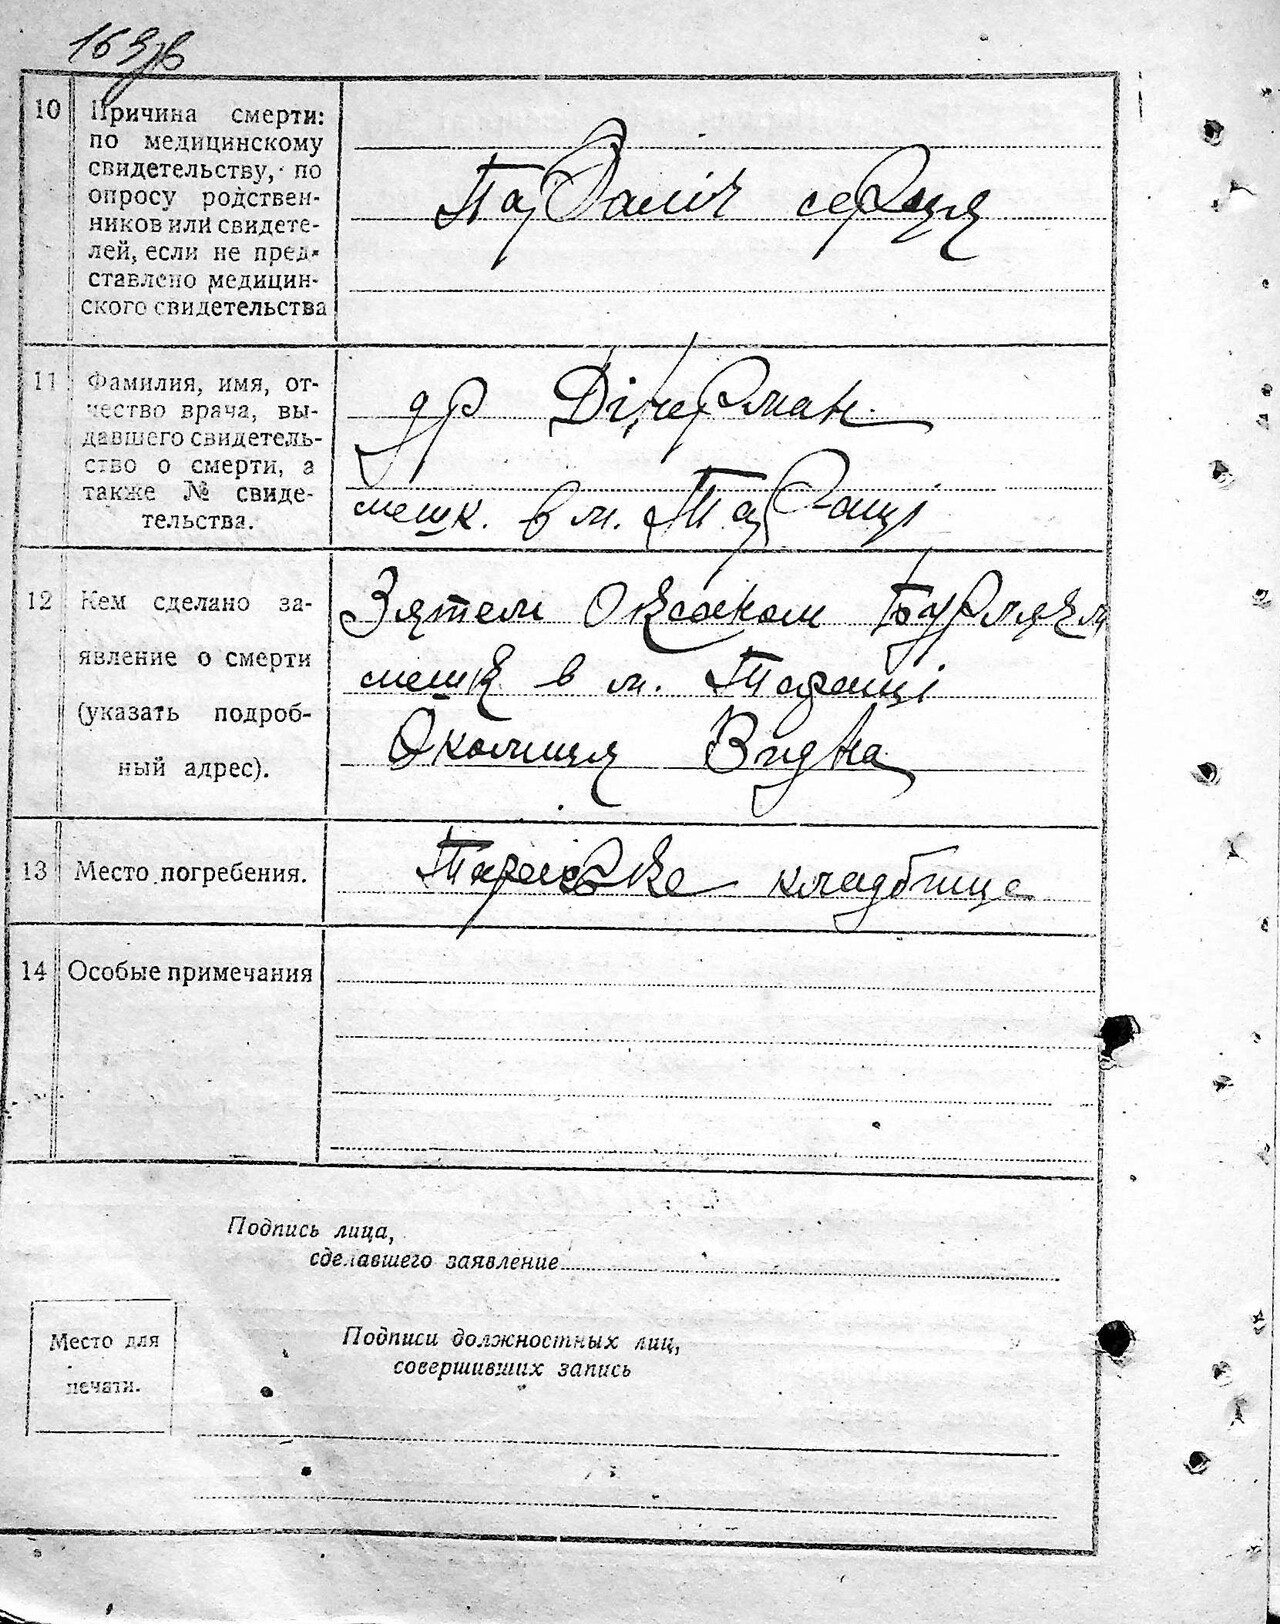 10 Причина смерти:
по медицинскому
свидетельству, по
опросу родствен-
ников или свидете-
лей, если не пред-
ставлено медицин-
ского свидетельства
Параліч серця
11 Фамилия, имя, от-
чество врача, вы-
давшего свидетель-
ство о смерти, а
также № свиде-
тельства.
др
мешк. в м. Таращі
12 Кем сделано за-
явление о смерти
(указать подроб-
ный адрес).
Зятем
мешк в м. Таращі
Околиця
13 Место погребения.
кладбище
14 Особые примечания
Подпись лица,
сделавшего заявление
Место для
печати.
Подписи должностных лиц,
совершивших запись